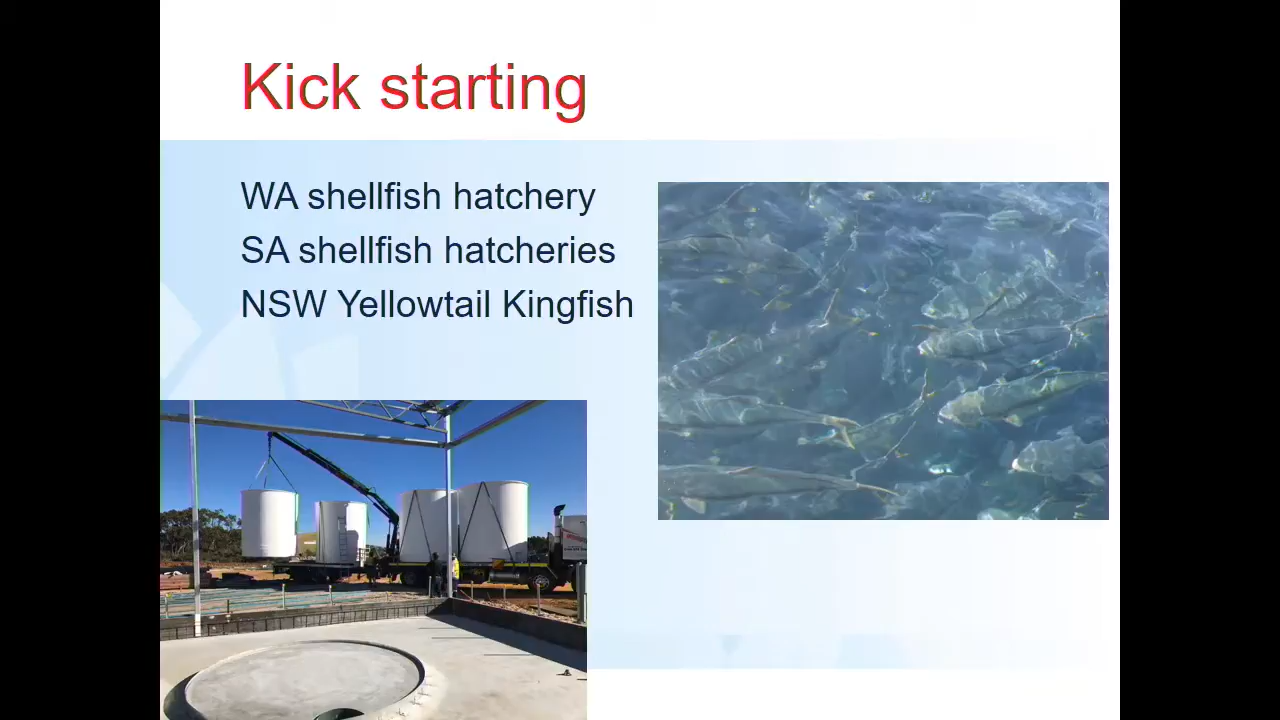 Kick starting
WA shellfish hatchery
SA shellfish hatcheries
NSW Yellowtail Kingfish